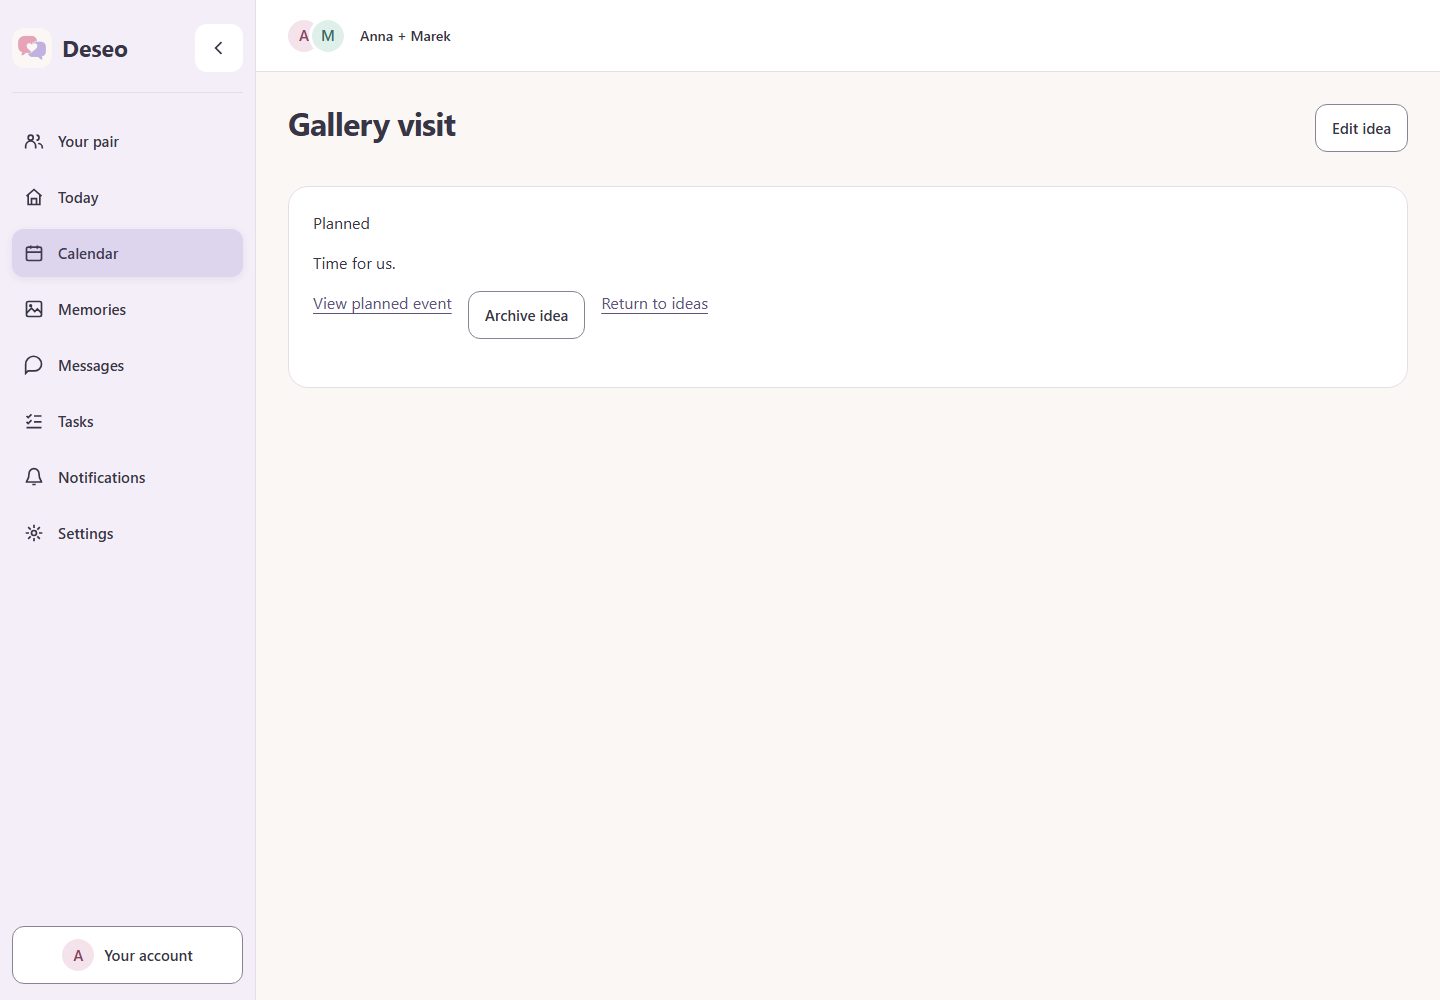 Deseo
Your pair
Today
Calendar
Memories
Messages
Tasks
Notifications
Settings
A Your account
A M Anna + Marek
Gallery visit
Edit idea
Planned
Time for us.
View planned event Archive idea Return to ideas